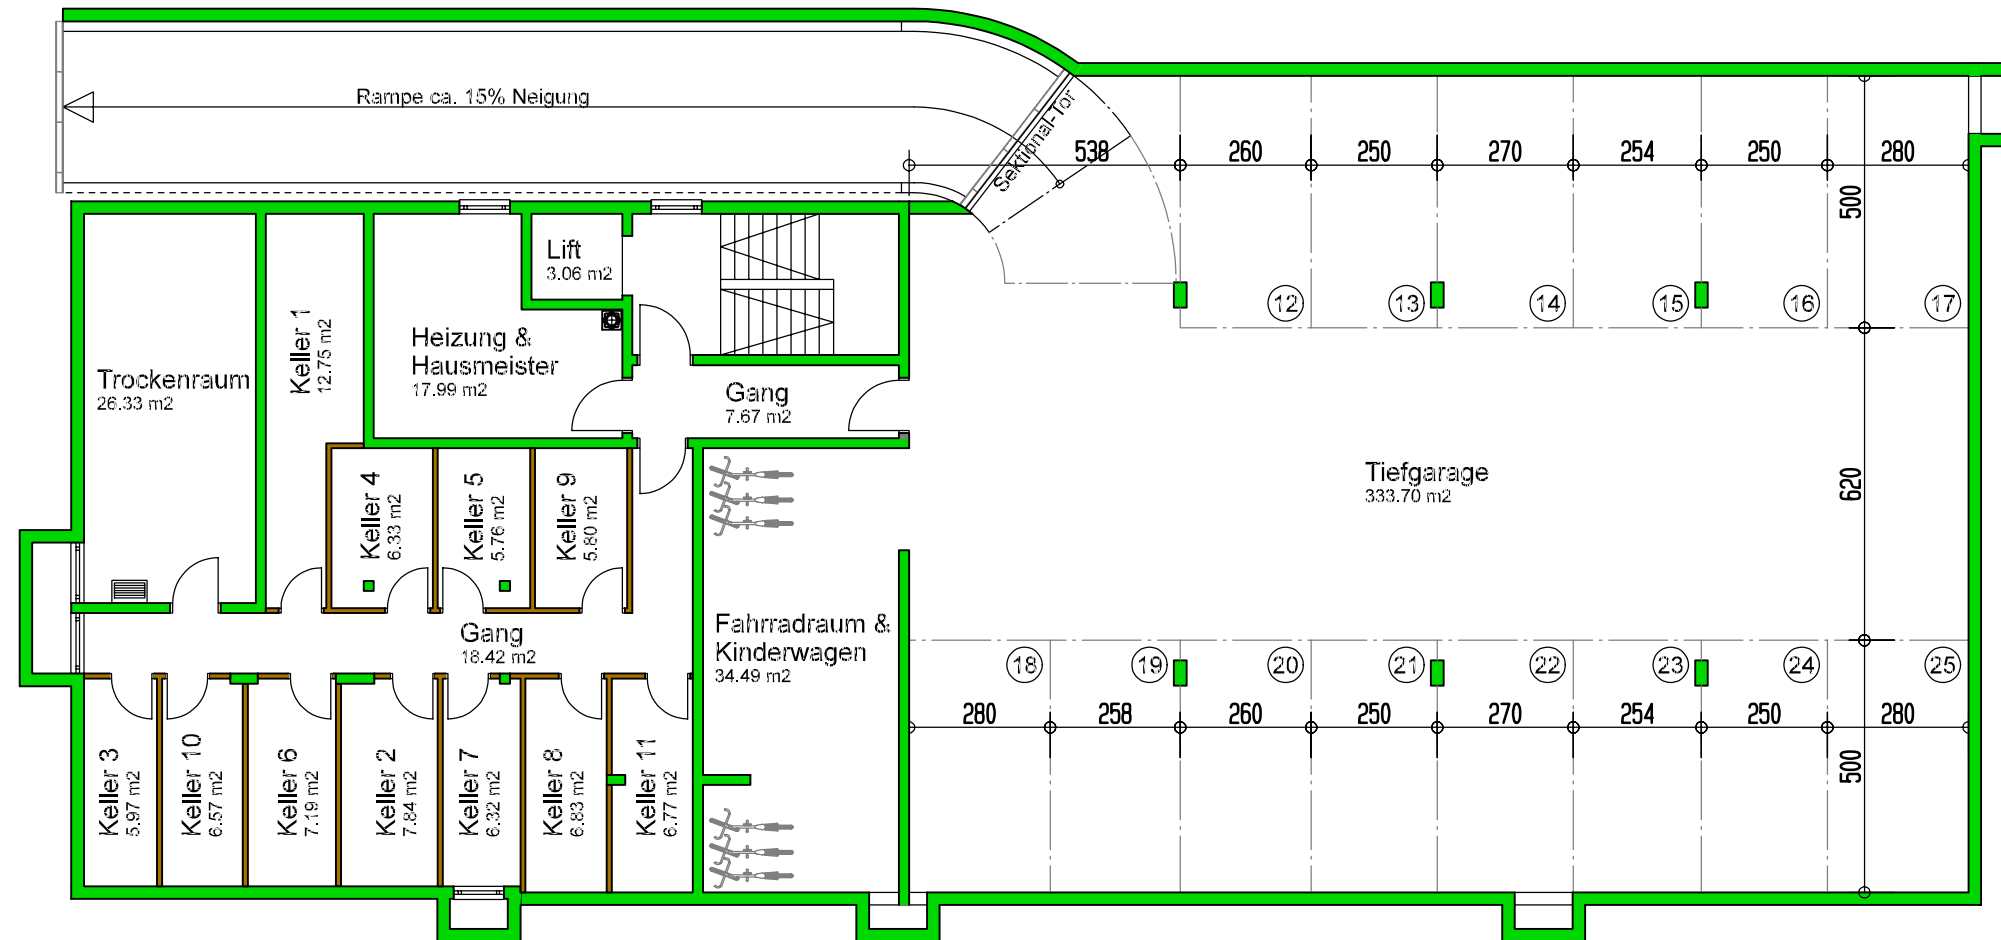 Rampe ca. 15% Neigung
Sektional-Tor
538
260
250
270
254
250
280
500
Lift
3.06 m2
12
13
14
15
16
17
Keller 1
12.75 m2
Heizung &
Hausmeister
17.99 m2
Trockenraum
26.33 m2
Gang
7.67 m2
Tiefgarage
333.70 m2
620
Keller 4
6.33 m2
Keller 5
5.76 m2
Keller 9
5.80 m2
Gang
18.42 m2
Fahrradraum &
Kinderwagen
34.49 m2
18
19
20
21
22
23
24
25
280
258
260
250
270
254
250
280
500
Keller 3
5.97 m2
Keller 10
6.57 m2
Keller 6
7.19 m2
Keller 2
7.84 m2
Keller 7
6.32 m2
Keller 8
6.83 m2
Keller 11
6.77 m2